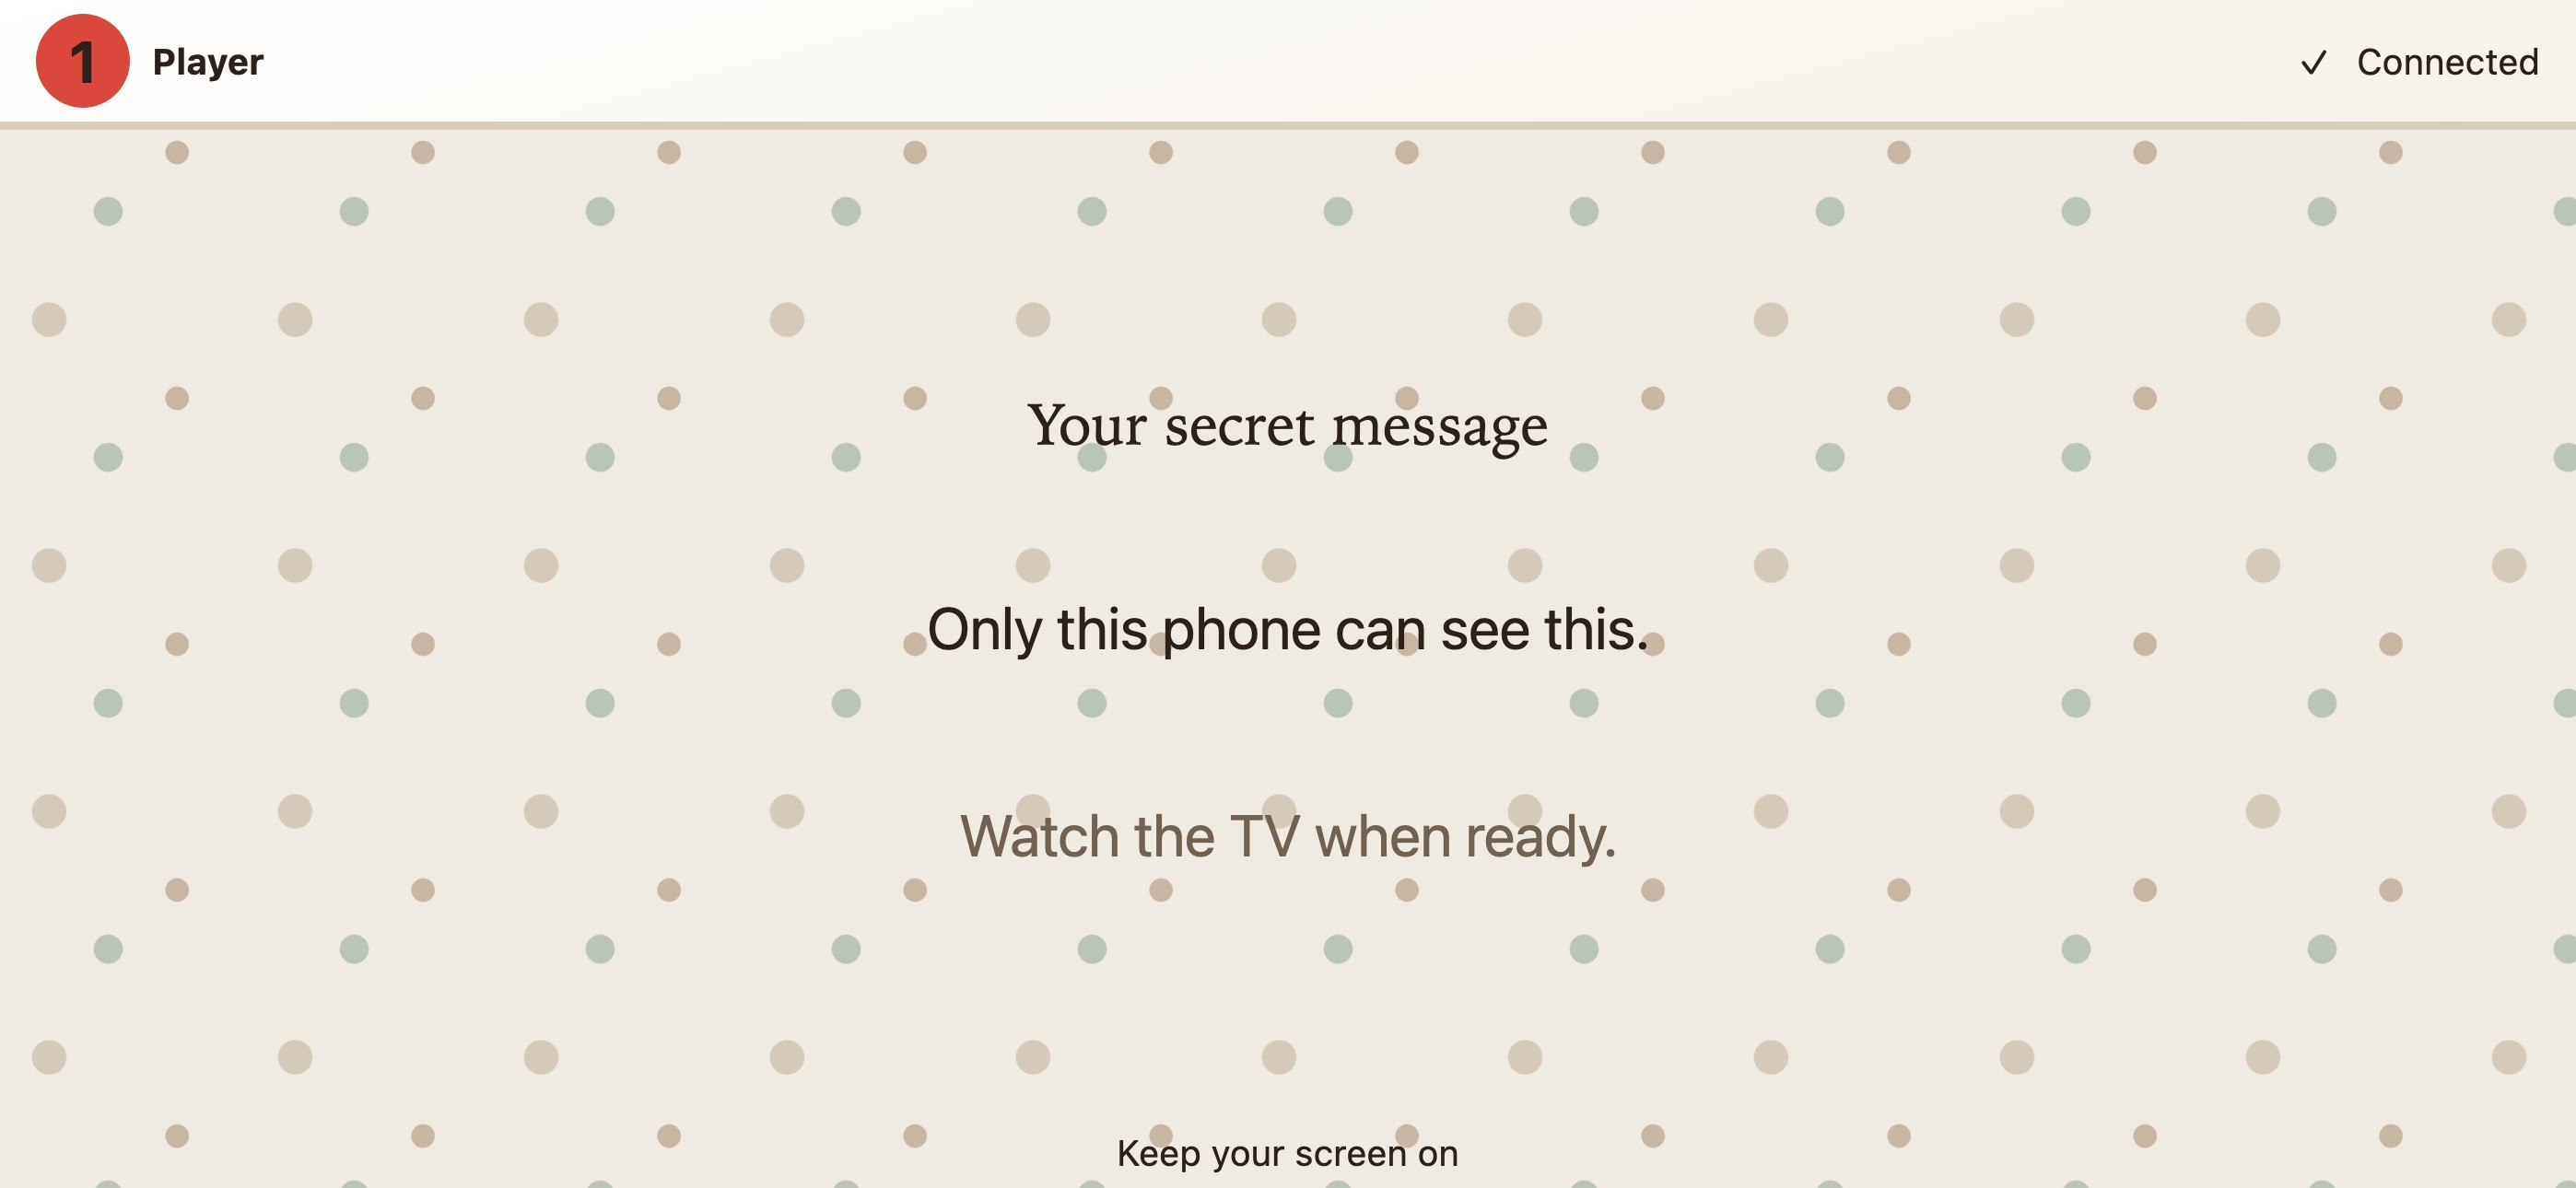 1 Player
✓ Connected
Your secret message
Only this phone can see this.
Watch the TV when ready.
Keep your screen on